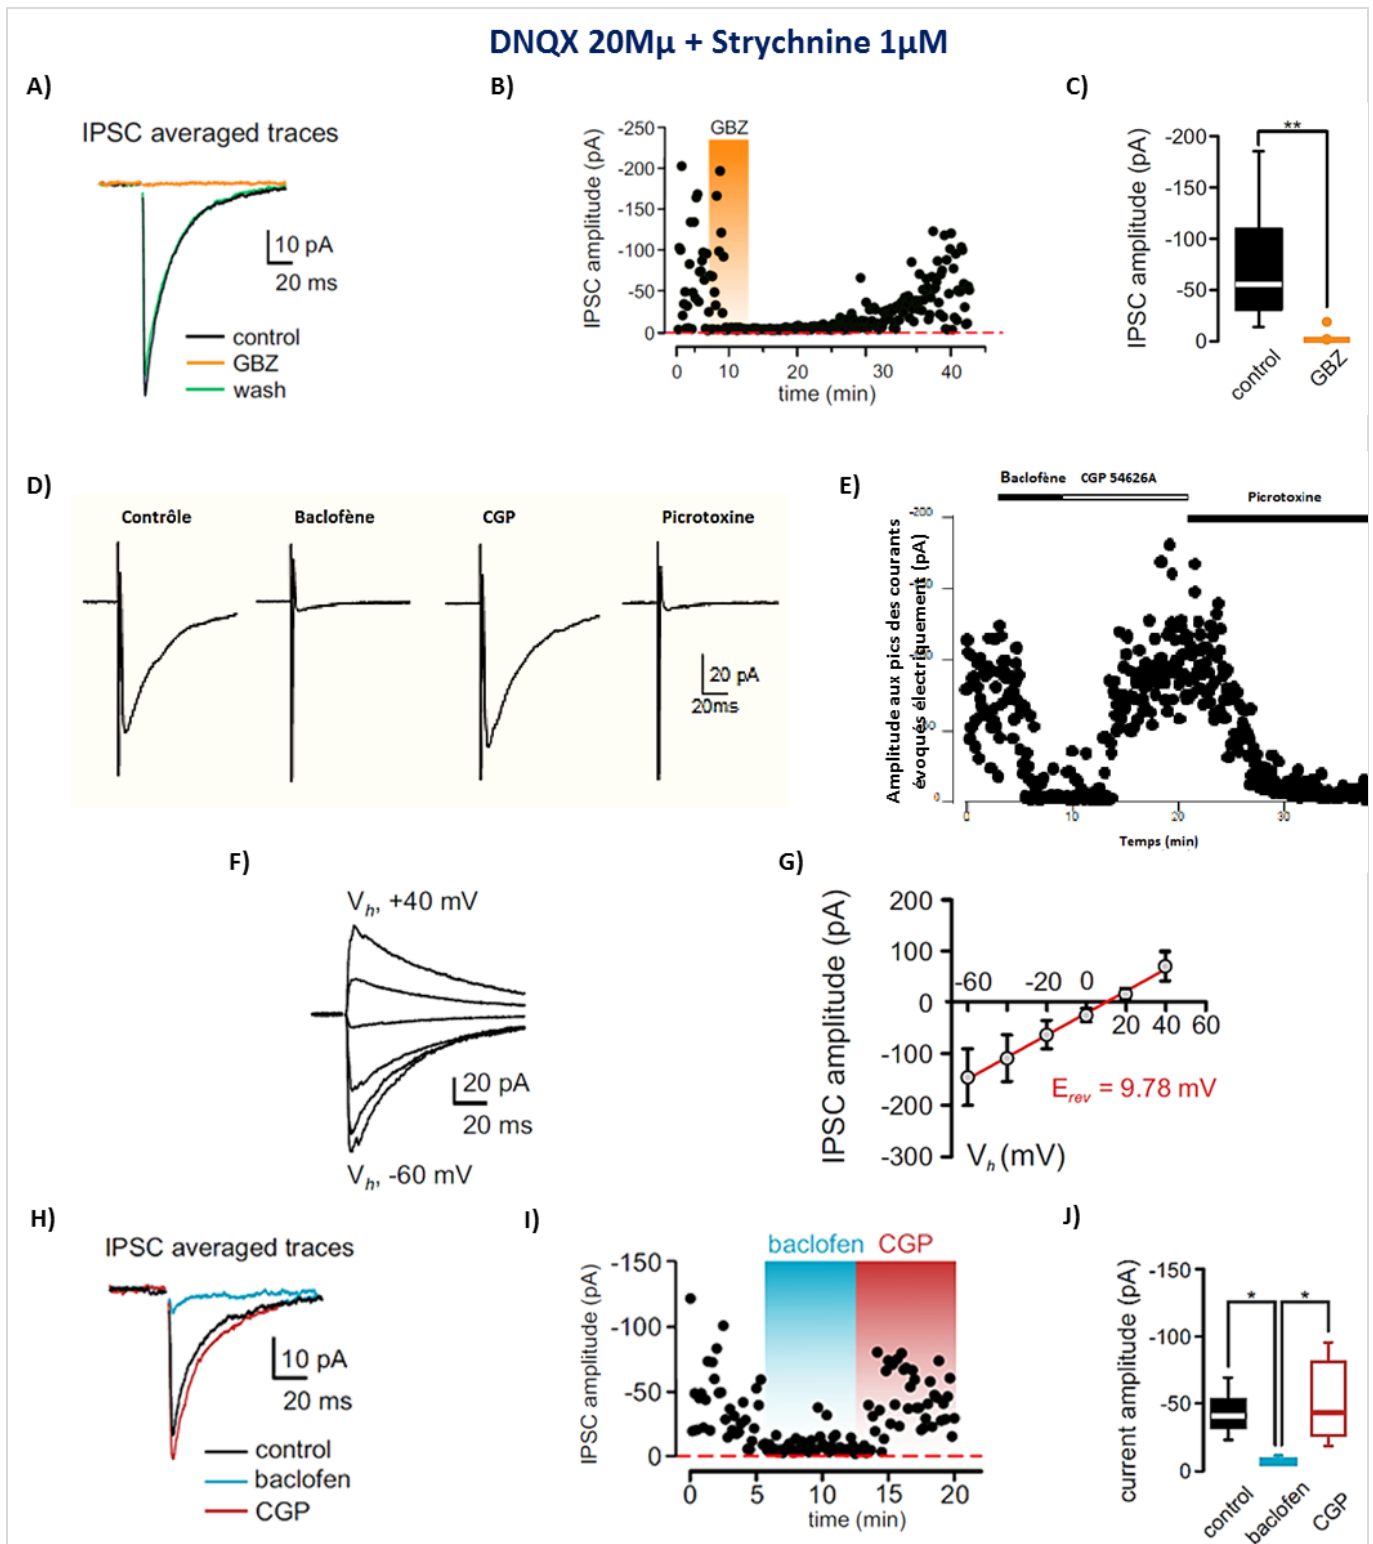 DNQX 20Mµ + Strychnine 1µM
A)
IPSC averaged traces
10 pA
20 ms
control
GBZ
wash
B)
GBZ
IPSC amplitude (pA)
-250
-200
-150
-100
-50
0
0 10 20 30 40
time (min)
C)
IPSC amplitude (pA)
-200
-150
-100
-50
0
**
control
GBZ
D)
Contrôle Baclofène CGP Picrotoxine
20 pA
20ms
E)
Baclofène CGP 54626A
Picrotoxine
Amplitude aux pics des courants
évoqués électriquement (pA)
-200
0
0 10 20 30
Temps (min)
F)
Vh, +40 mV
20 pA
20 ms
Vh, -60 mV
G)
IPSC amplitude (pA)
200
100
0
-100
-200
-300
-60 -20 0
20 40 60
Erev = 9.78 mV
Vh (mV)
H)
IPSC averaged traces
10 pA
20 ms
control
baclofen
CGP
I)
baclofen CGP
IPSC amplitude (pA)
-150
-100
-50
0
0 5 10 15 20
time (min)
J)
current amplitude (pA)
-150
-100
-50
0
* *
control
baclofen
CGP